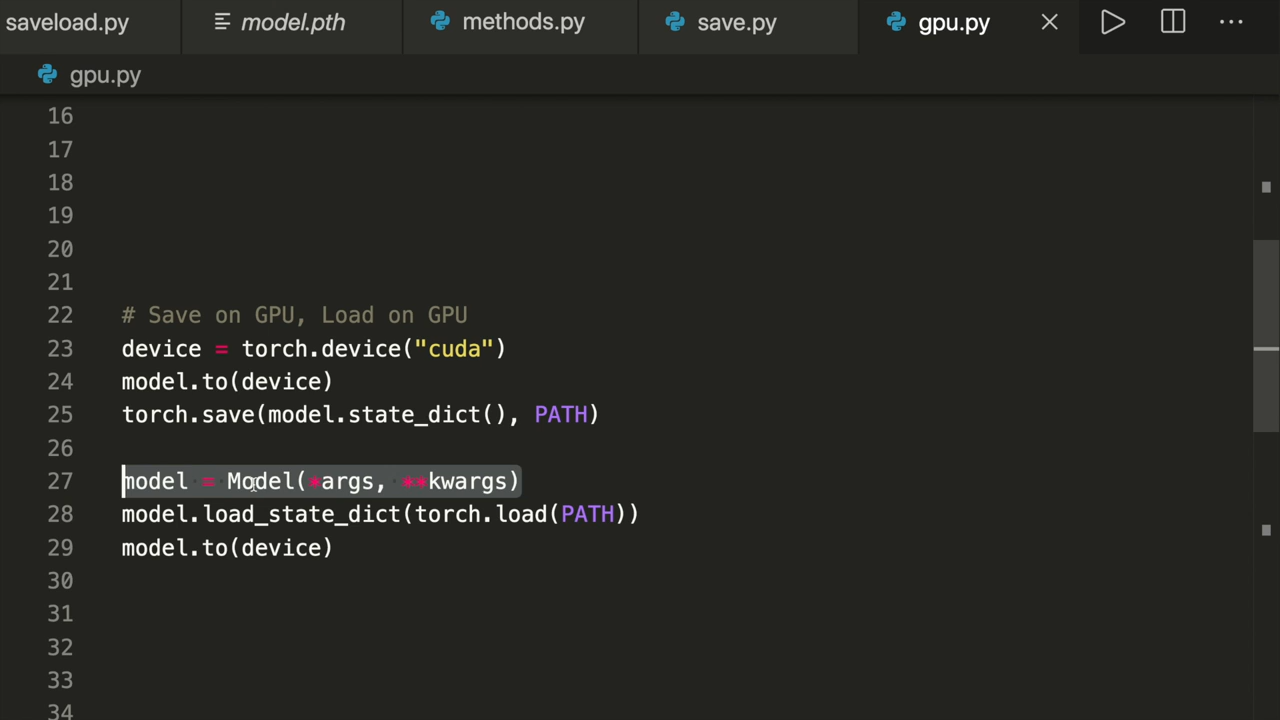 saveload.py model.pth methods.py save.py gpu.py
gpu.py
16
17
18
19
20
21
22 # Save on GPU, Load on GPU
23 device = torch.device("cuda")
24 model.to(device)
25 torch.save(model.state_dict(), PATH)
26
27 model = Model(*args, **kwargs)
28 model.load_state_dict(torch.load(PATH))
29 model.to(device)
30
31
32
33
34